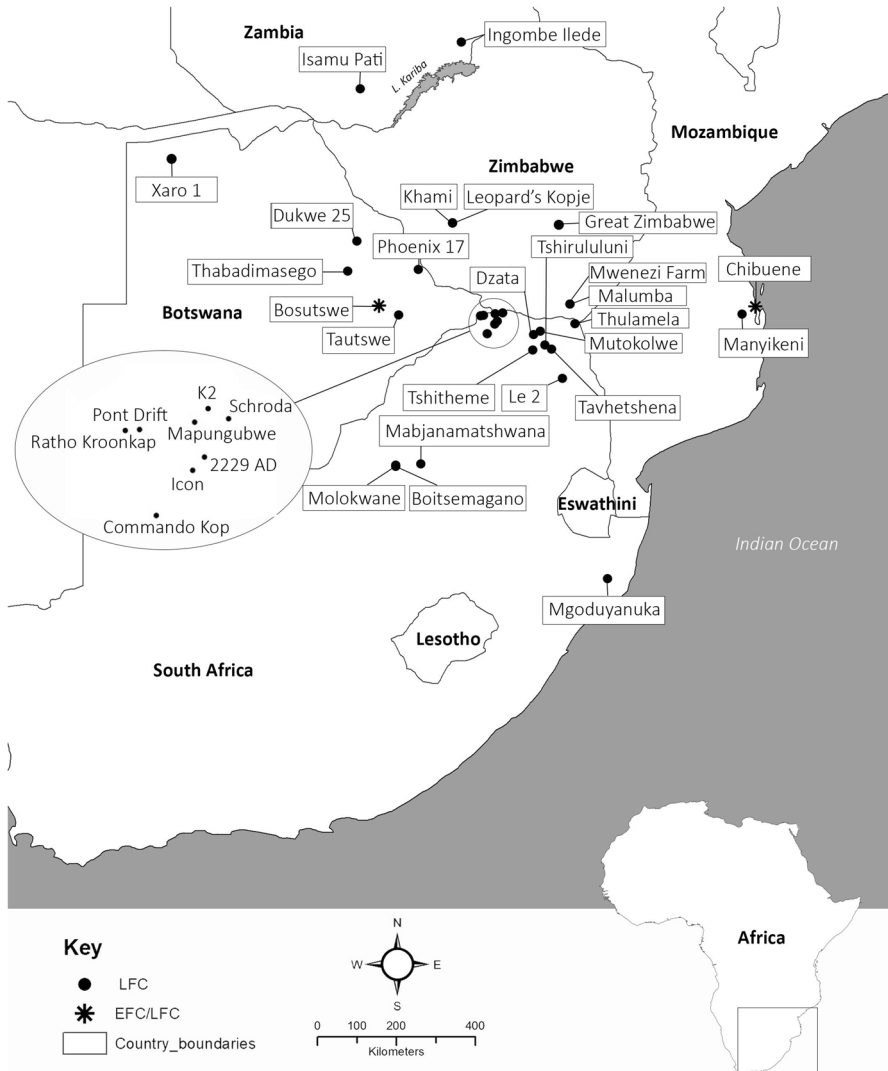 Zambia
Ingombe Ilede
Isamu Pati
L. Kariba
Mozambique
Zimbabwe
Xaro 1
Khami
Leopard's Kopje
Dukwe 25
Great Zimbabwe
Phoenix 17
Tshirululuni
Thabadimasego
Dzata
Mwenezi Farm
Chibuene
Malumba
Botswana
Bosutswe
Thulamela
Tautswe
Mutokolwe
Manyikeni
K2
Tshitheme
Le 2
Tavhetshena
Pont Drift
Schroda
Ratho Kroonkap
Mapungubwe
Mabjanamatshwana
2229 AD
Icon
Molokwane
Boitsemagano
Eswathini
Commando Kop
Indian Ocean
Mgoduyanuka
Lesotho
South Africa
Key
LFC
EFC/LFC
Country_boundaries
N
W
E
S
0 100 200 400
Kilometers
Africa